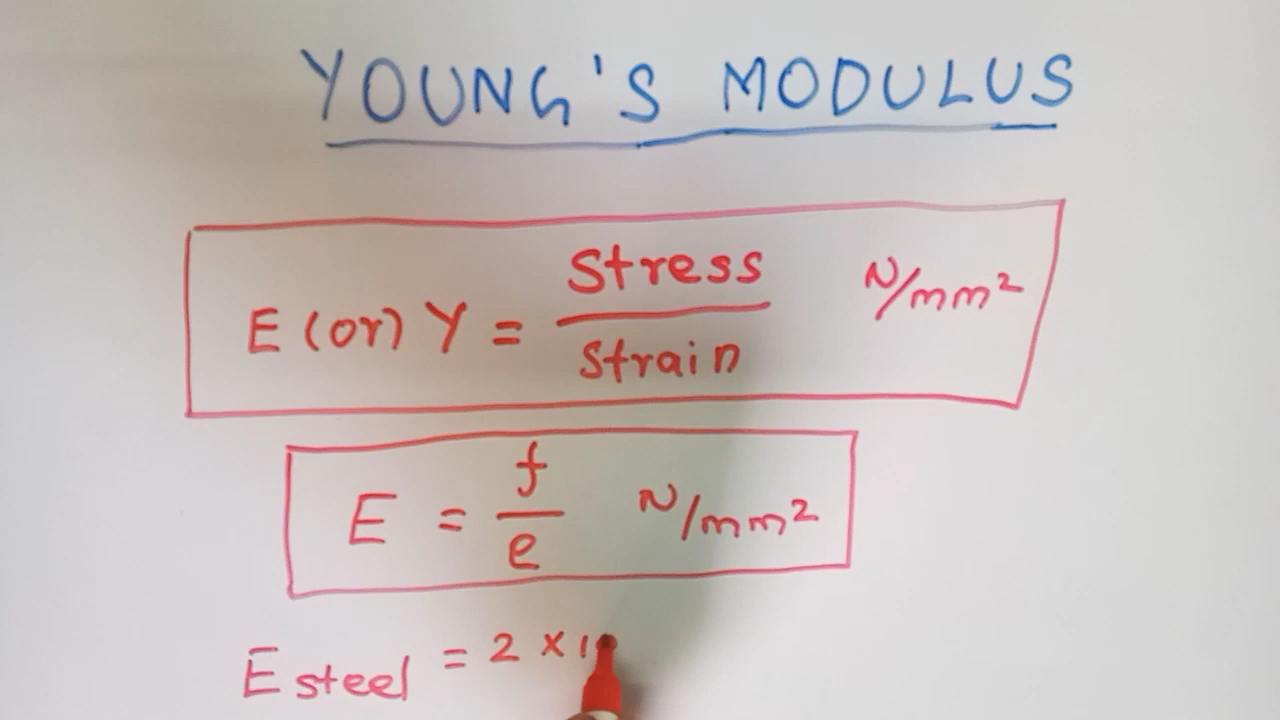 YOUNG'S MODULUS
E (or) Y = Stress / Strain N/mm²
E = f / e N/mm²
E steel = 2 × 1